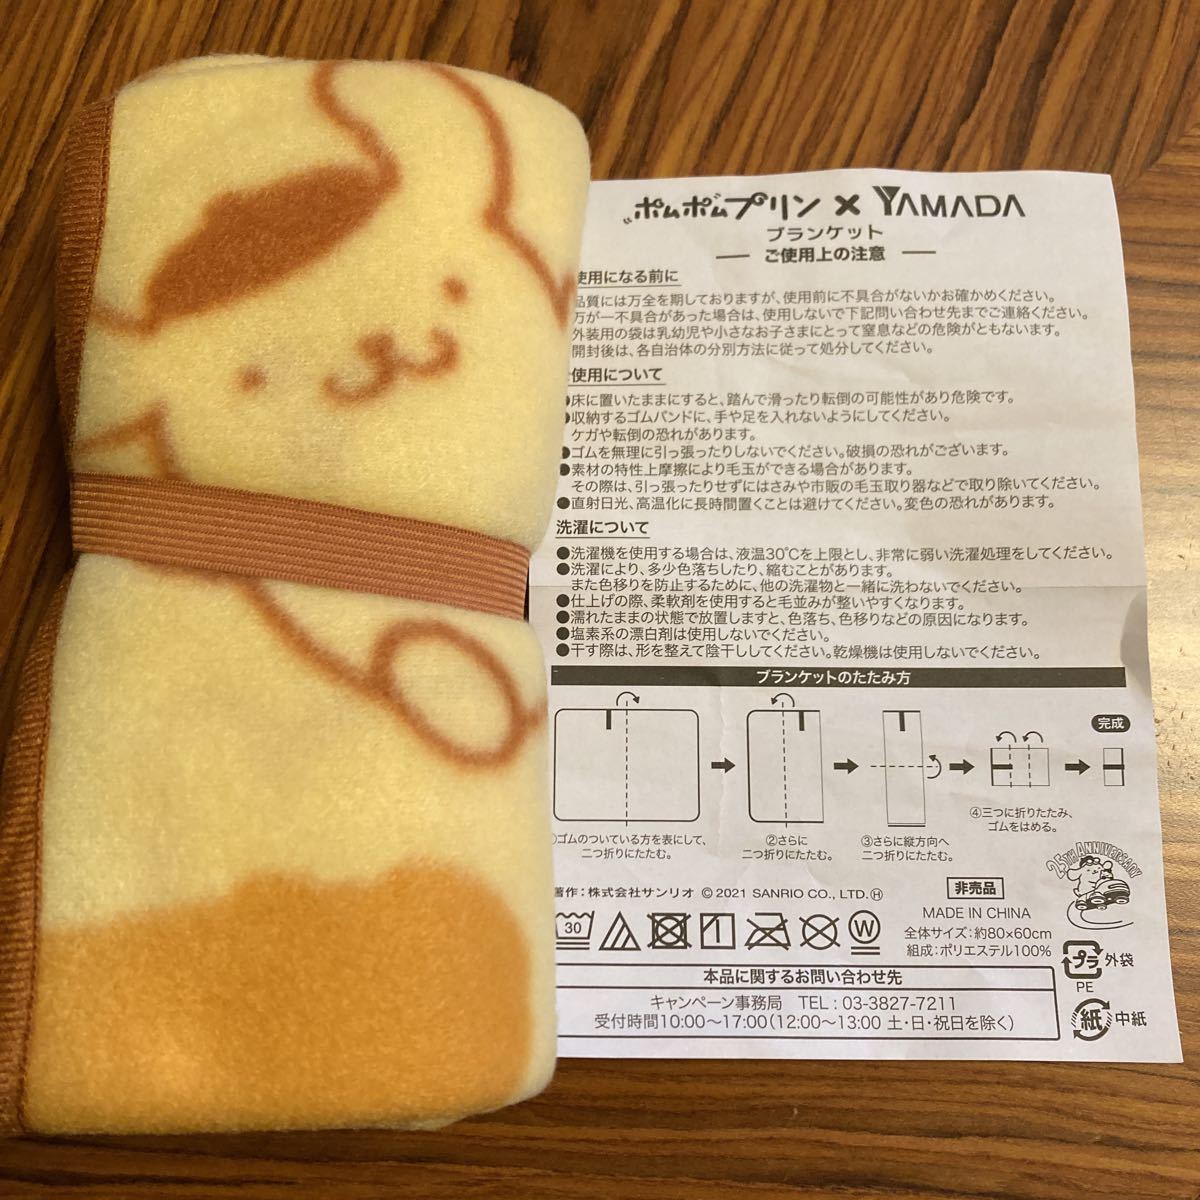 ポムポムプリン × YAMADA
ブランケット
ご使用上の注意
使用になる前に
品質には万全を期しておりますが、使用前に不具合がないかお確かめください。
万が一不具合があった場合は、使用しないで下記問い合わせ先までご連絡ください。
外装用の袋は乳幼児や小さなお子さまにとって窒息などの危険がともないます。
開封後は、各自治体の分別方法に従って処分してください。
使用について
●床に置いたままにすると、踏んで滑ったり転倒の可能性があり危険です。
●収納するゴムバンドに、手や足を入れないようにしてください。
ケガや転倒の恐れがあります。
●ゴムを無理に引っ張ったりしないでください。破損の恐れがございます。
●素材の特性上摩擦により毛玉ができる場合があります。
その際は、引っ張ったりせずにはさみや市販の毛玉取り器などで取り除いてください。
●直射日光、高温化に長時間置くことは避けてください。変色の恐れがあります。
洗濯について
●洗濯機を使用する場合は、液温30℃を上限とし、非常に弱い洗濯処理をしてください。
●洗濯により、多少色落ちしたり、縮むことがあります。
また色移りを防止するために、他の洗濯物と一緒に洗わないでください。
●仕上げの際、柔軟剤を使用すると毛並みが整いやすくなります。
●濡れたままの状態で放置しますと、色落ち、色移りなどの原因になります。
●塩素系の漂白剤は使用しないでください。
●干す際は、形を整えて陰干ししてください。乾燥機は使用しないでください。
ブランケットのたたみ方
完成
①ゴムのついている方を表にして、
二つ折りにたたむ。
②さらに
二つ折りにたたむ。
③さらに縦方向へ
二つ折りにたたむ。
④三つに折りたたみ、
ゴムをはめる。
25TH ANNIVERSARY
著作：株式会社サンリオ © 2021 SANRIO CO., LTD. Ⓗ
非売品
MADE IN CHINA
全体サイズ：約80×60cm
組成：ポリエステル100%
30
W
プラ
外袋
PE
紙
中紙
本品に関するお問い合わせ先
キャンペーン事務局 TEL : 03-3827-7211
受付時間10:00～17:00（12:00～13:00 土・日・祝日を除く）